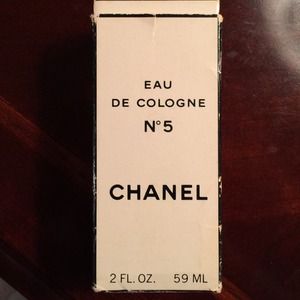 EAU
DE COLOGNE
N°5
CHANEL
2 FL. OZ. 59 ML